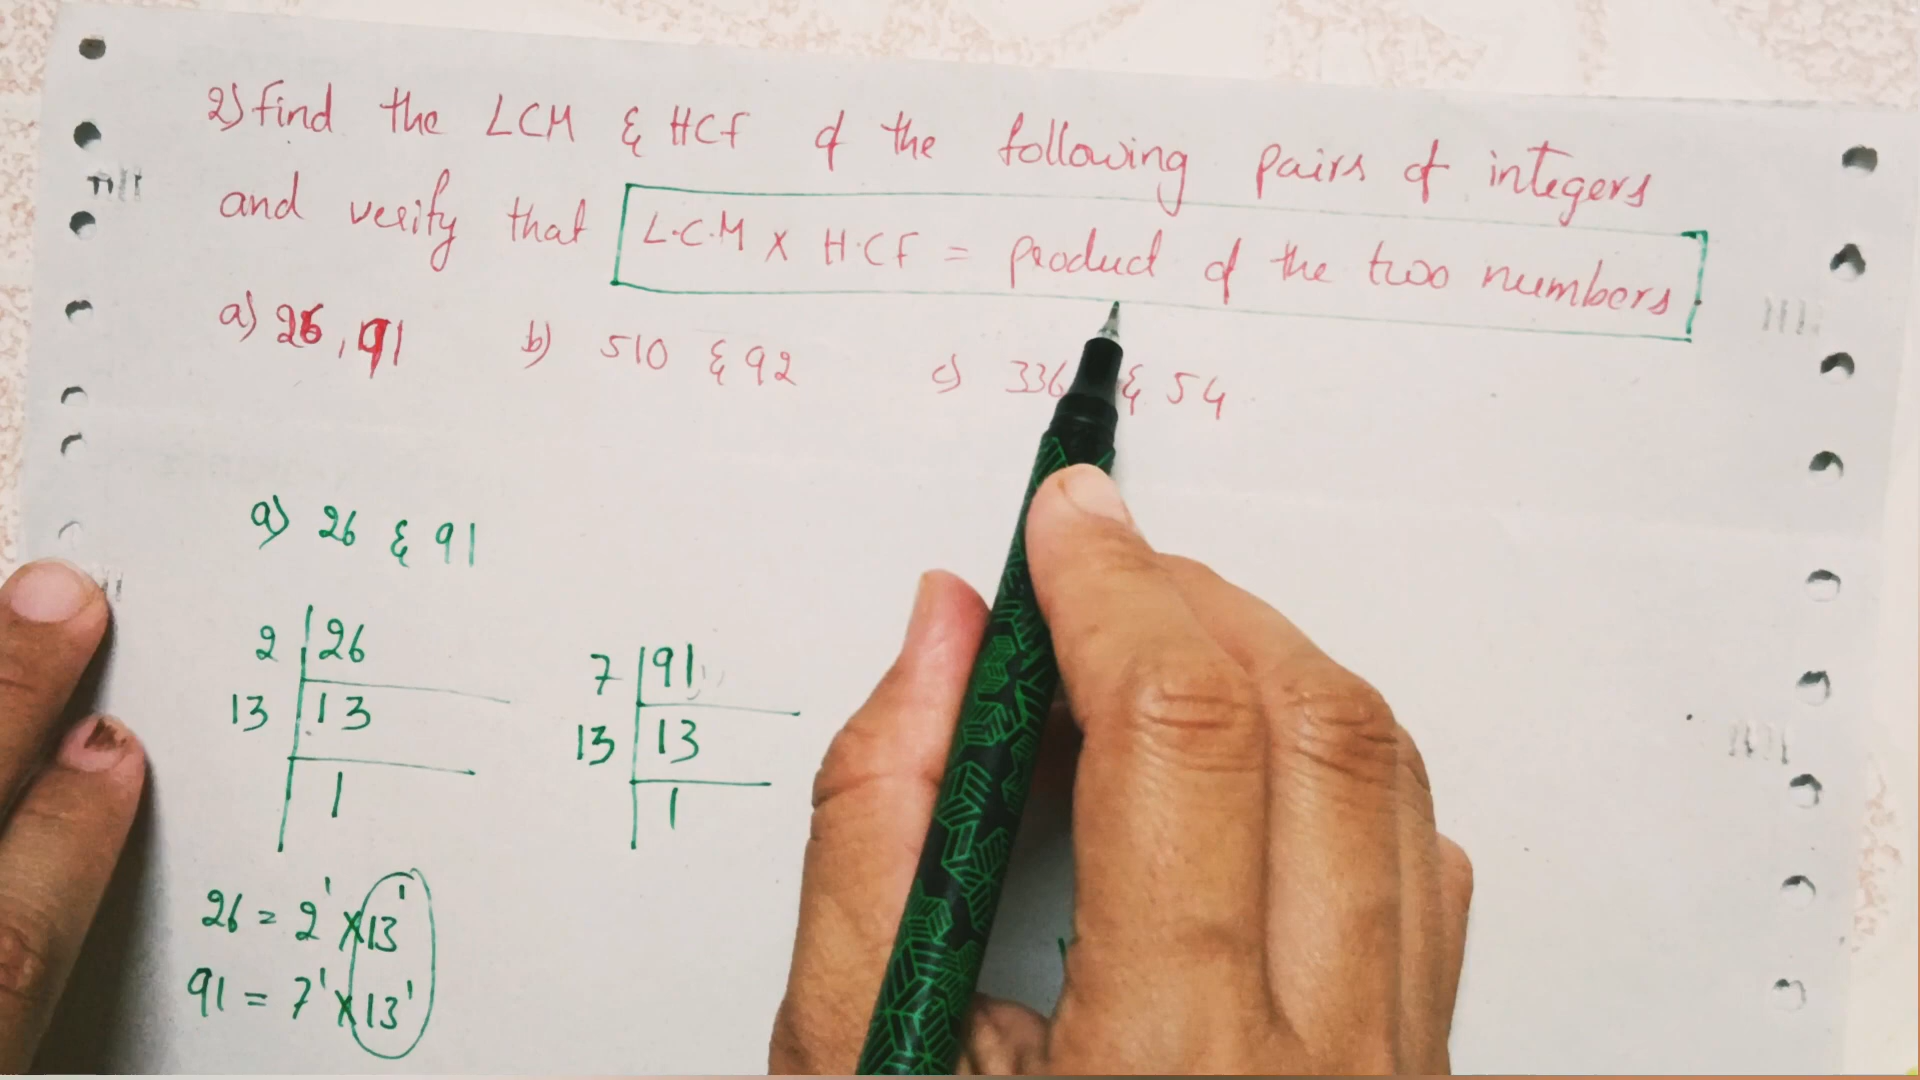 2) find the LCM & HCF of the following pairs of integers
and verify that L.C.M x H.CF = product of the two numbers
a) 26, 91 b) 510 & 92 c) 336 & 54
a) 26 & 91
2 | 26
13 | 13
1
7 | 91
13 | 13
1
26 = 2¹ x 13¹
91 = 7¹ x 13¹